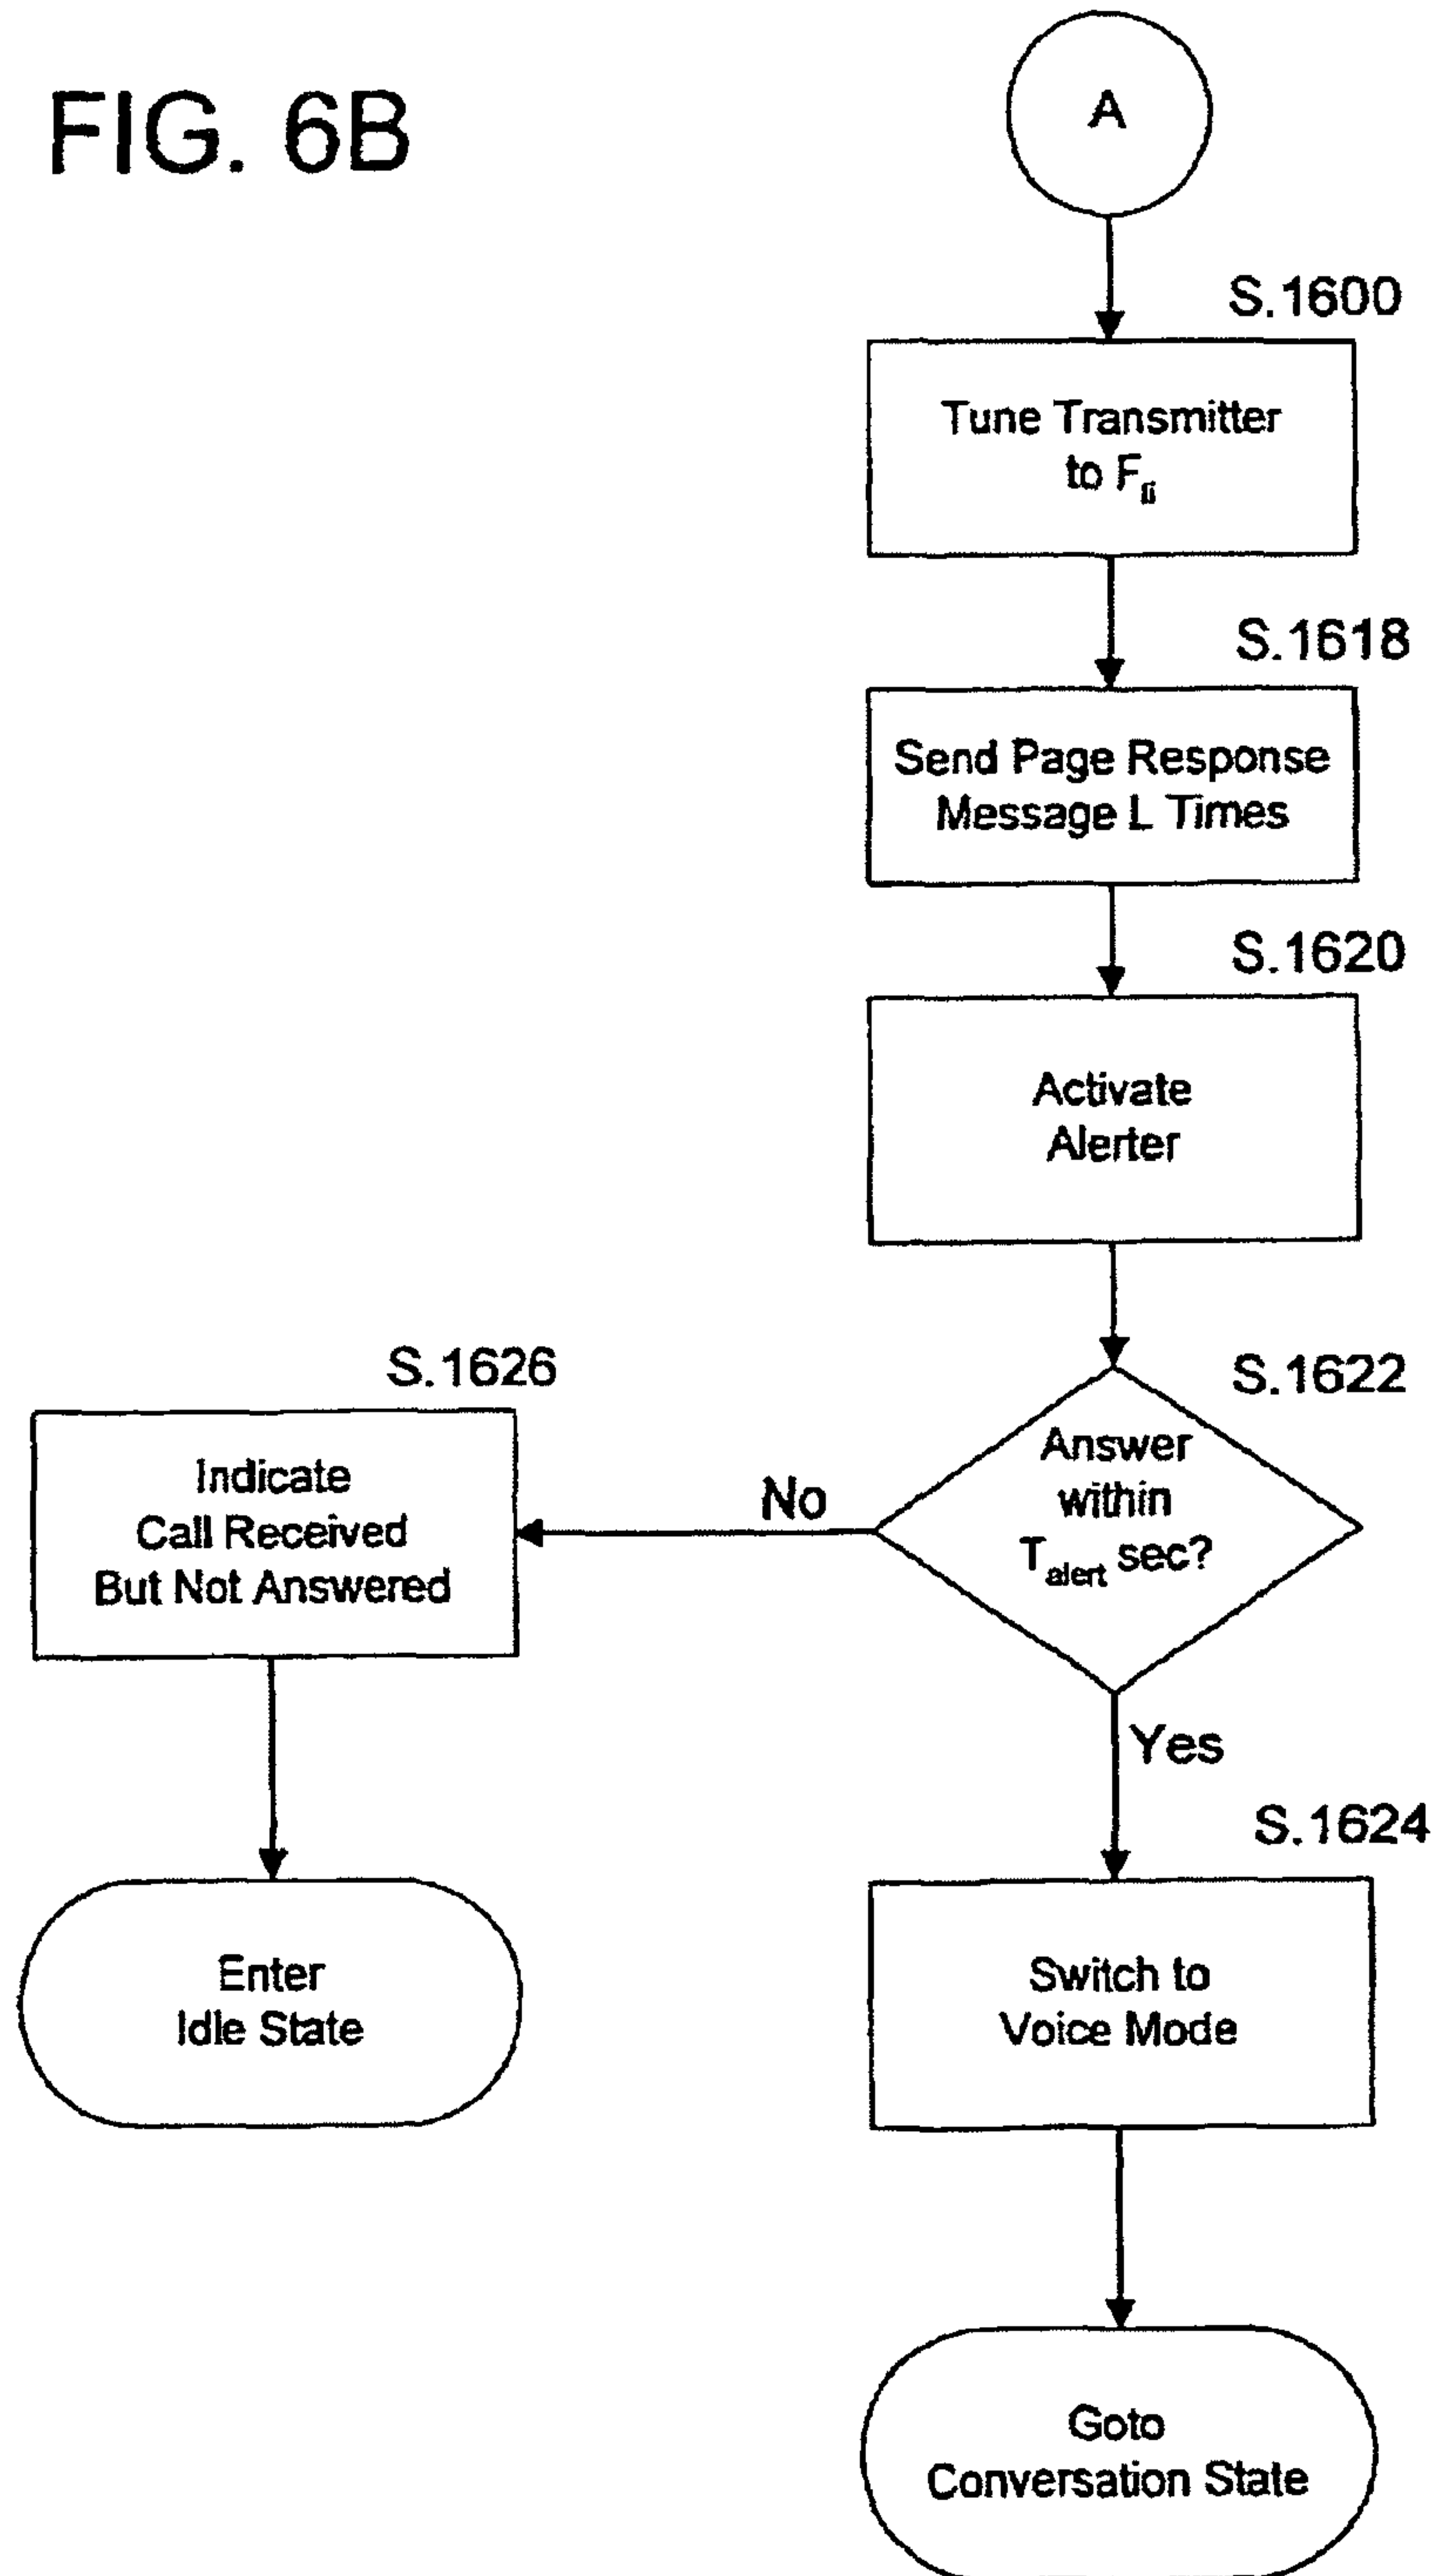 FIG. 6B
A
S.1600
Tune Transmitter
to F
S.1618
Send Page Response
Message L Times
S.1620
Activate
Alerter
S.1622
Answer
within
Talert sec?
No
S.1626
Indicate
Call Received
But Not Answered
Yes
S.1624
Enter
Idle State
Switch to
Voice Mode
Goto
Conversation State